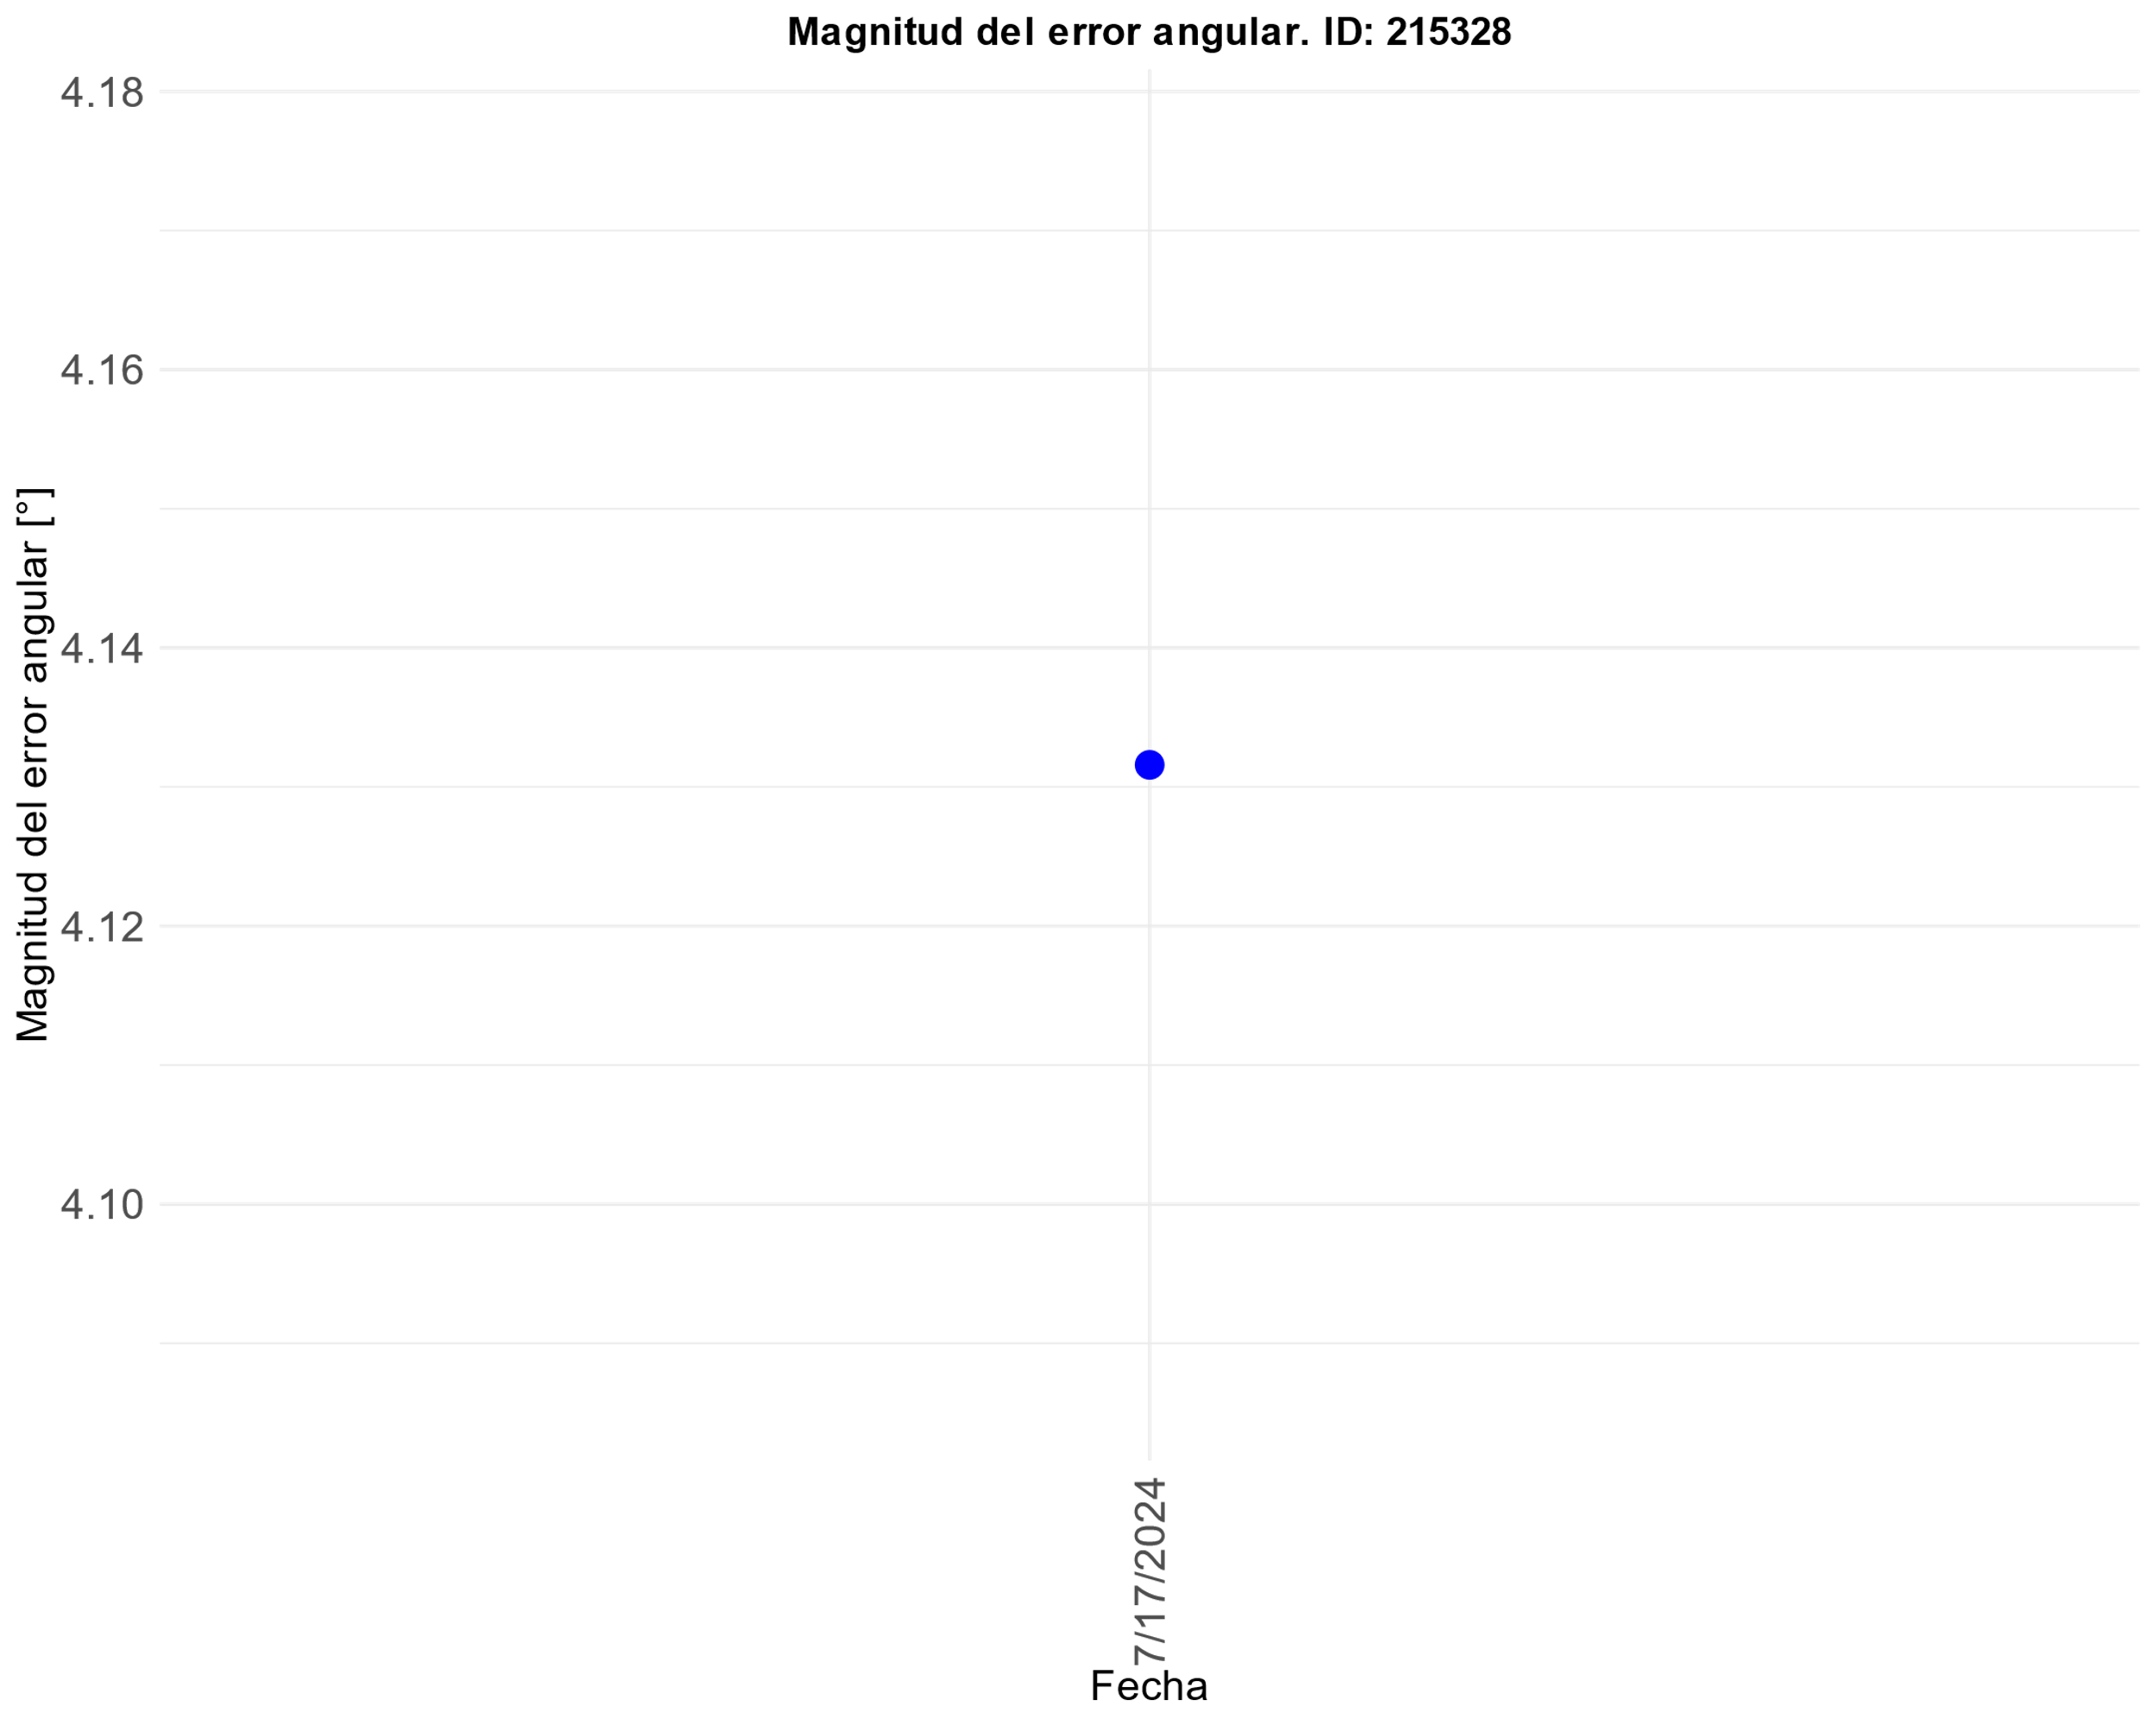 Magnitud del error angular. ID: 215328
Magnitud del error angular [°]
4.18
4.16
4.14
4.12
4.10
7/17/2024
Fecha